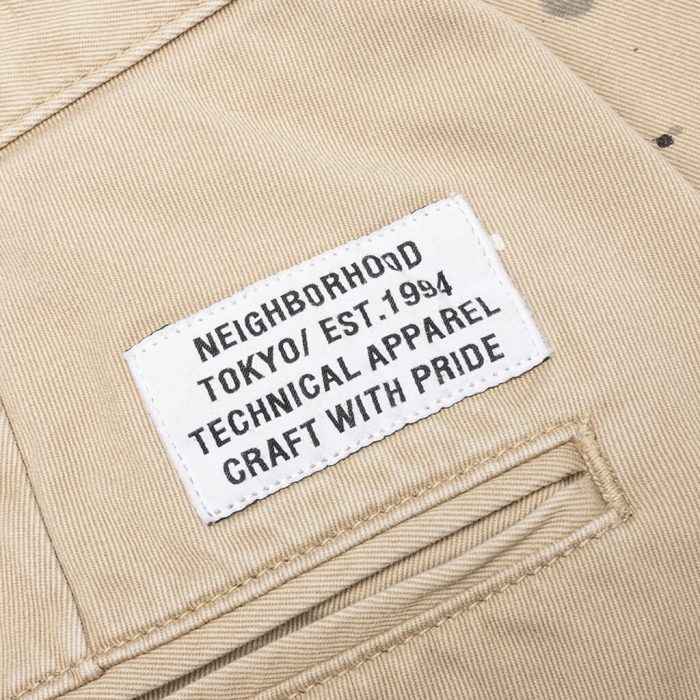 NEIGHBORHOOD
TOKYO/ EST.1994
TECHNICAL APPAREL
CRAFT WITH PRIDE